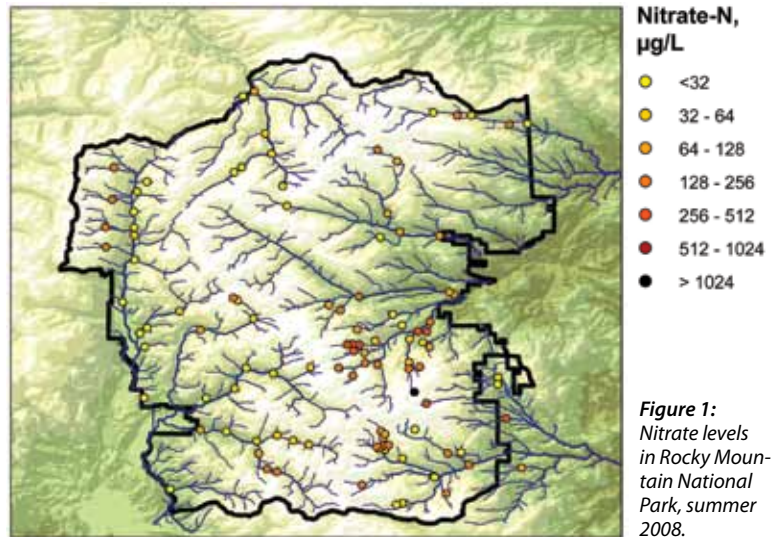 Nitrate-N,
µg/L
<32
32 - 64
64 - 128
128 - 256
256 - 512
512 - 1024
> 1024
Figure 1:
Nitrate levels
in Rocky Moun-
tain National
Park, summer
2008.